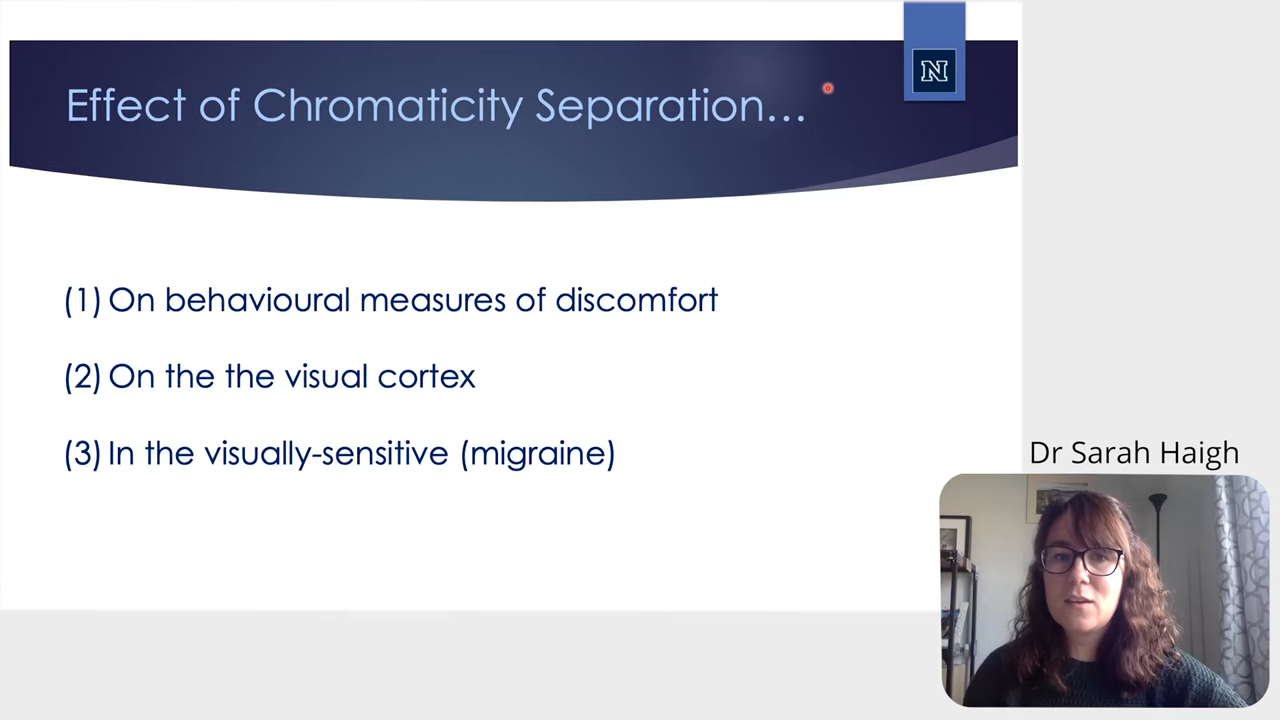 Effect of Chromaticity Separation…
N
(1) On behavioural measures of discomfort
(2) On the the visual cortex
(3) In the visually-sensitive (migraine)
Dr Sarah Haigh